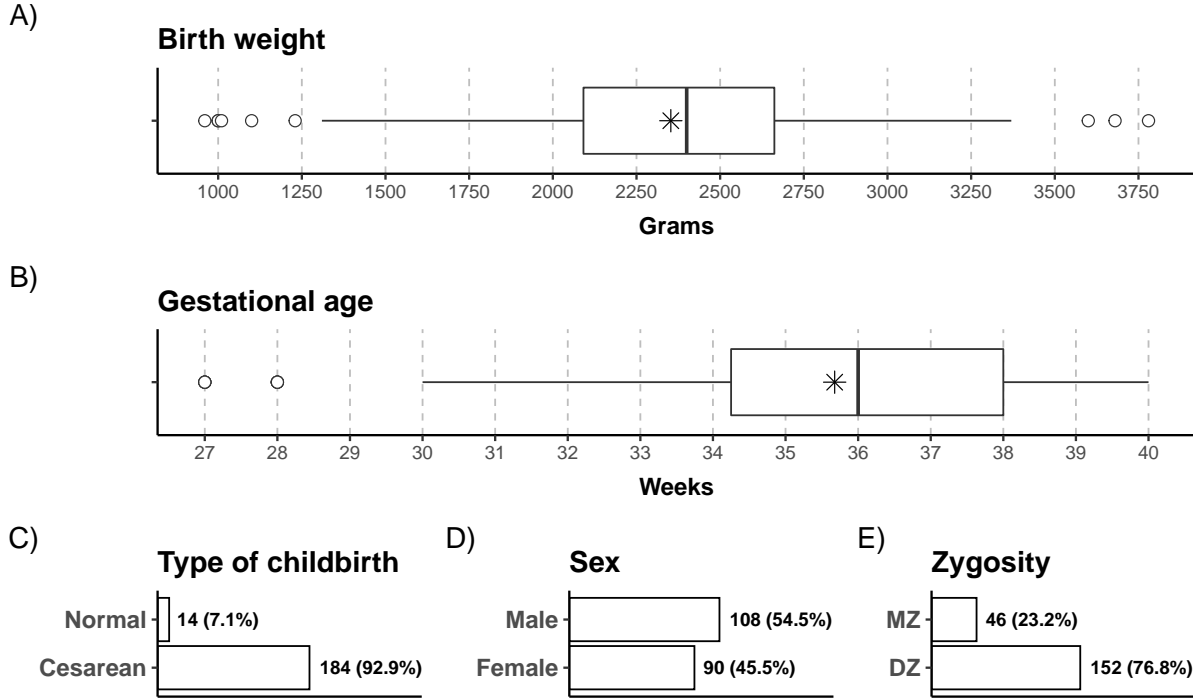 A)
Birth weight
1000 1250 1500 1750 2000 2250 2500 2750 3000 3250 3500 3750
Grams
B)
Gestational age
27 28 29 30 31 32 33 34 35 36 37 38 39 40
Weeks
C) D) E)
Type of childbirth Sex Zygosity
Normal 14 (7.1%) Male 108 (54.5%) MZ 46 (23.2%)
Cesarean 184 (92.9%) Female 90 (45.5%) DZ 152 (76.8%)